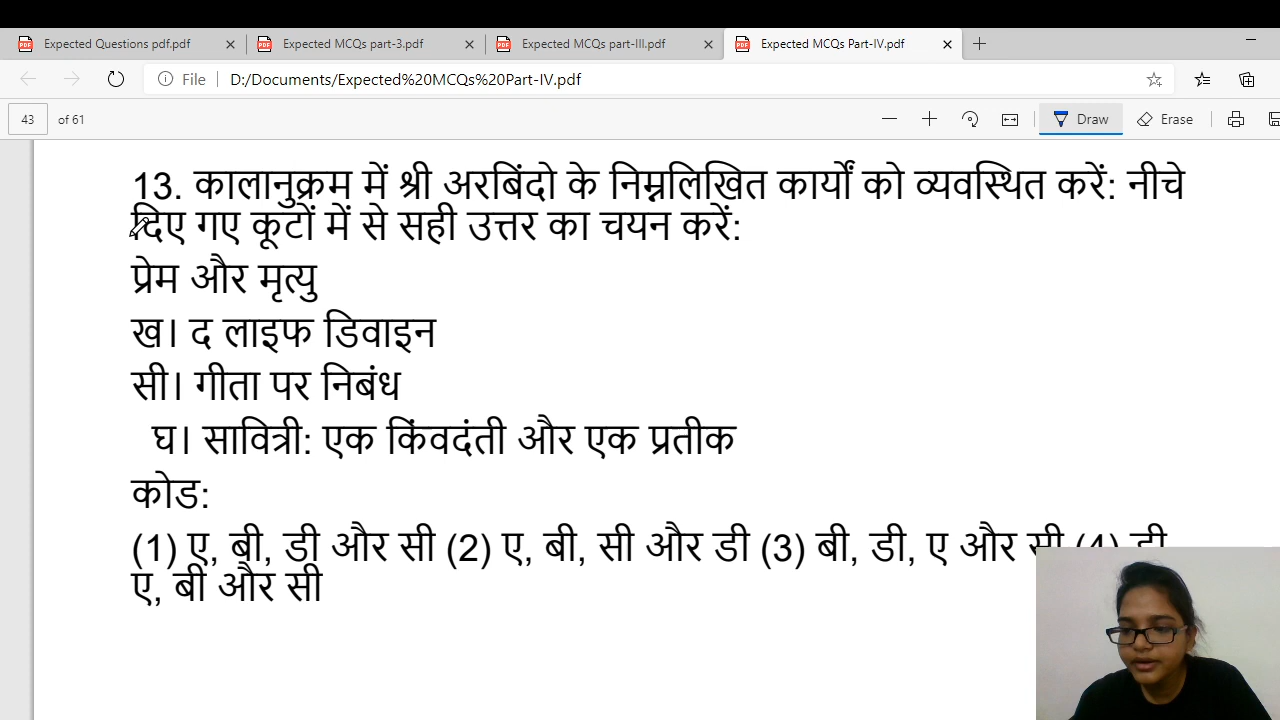 Expected Questions pdf.pdf Expected MCQs part-3.pdf Expected MCQs part-III.pdf Expected MCQs Part-IV.pdf
File D:/Documents/Expected%20MCQs%20Part-IV.pdf
43 of 61 Draw Erase
13. कालानुक्रम में श्री अरबिंदो के निम्नलिखित कार्यों को व्यवस्थित करें: नीचे
दिए गए कूटों में से सही उत्तर का चयन करें:
प्रेम और मृत्यु
ख। द लाइफ डिवाइन
सी। गीता पर निबंध
घ। सावित्री: एक किंवदंती और एक प्रतीक
कोड:
(1) ए, बी, डी और सी (2) ए, बी, सी और डी (3) बी, डी, ए और सी (4) डी
ए, बी और सी